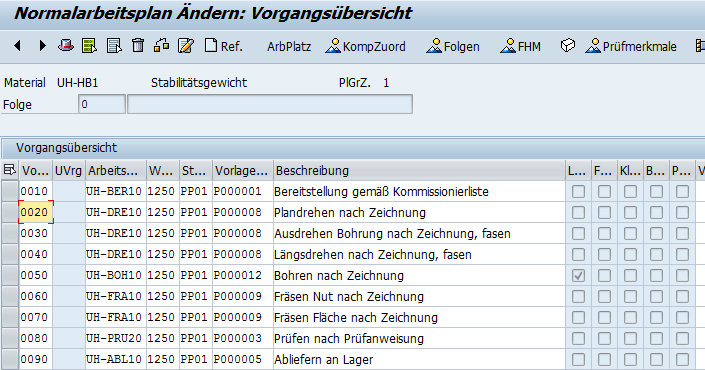 Normalarbeitsplan Ändern: Vorgangsübersicht
Ref. ArbPlatz KompZuord Folgen FHM Prüfmerkmale
Material UH-HB1 Stabilitätsgewicht PlGrZ. 1
Folge 0
Vorgangsübersicht
Vo... UVrg Arbeits... W... St... Vorlage... Beschreibung L... F... Kl... B... P... V
0010 UH-BER10 1250 PP01 P000001 Bereitstellung gemäß Kommissionierliste
0020 UH-DRE10 1250 PP01 P000008 Plandrehen nach Zeichnung
0030 UH-DRE10 1250 PP01 P000008 Ausdrehen Bohrung nach Zeichnung, fasen
0040 UH-DRE10 1250 PP01 P000008 Längsdrehen nach Zeichnung, fasen
0050 UH-BOH10 1250 PP01 P000012 Bohren nach Zeichnung
0060 UH-FRA10 1250 PP01 P000009 Fräsen Nut nach Zeichnung
0070 UH-FRA10 1250 PP01 P000009 Fräsen Fläche nach Zeichnung
0080 UH-PRU20 1250 PP01 P000003 Prüfen nach Prüfanweisung
0090 UH-ABL10 1250 PP01 P000005 Abliefern an Lager